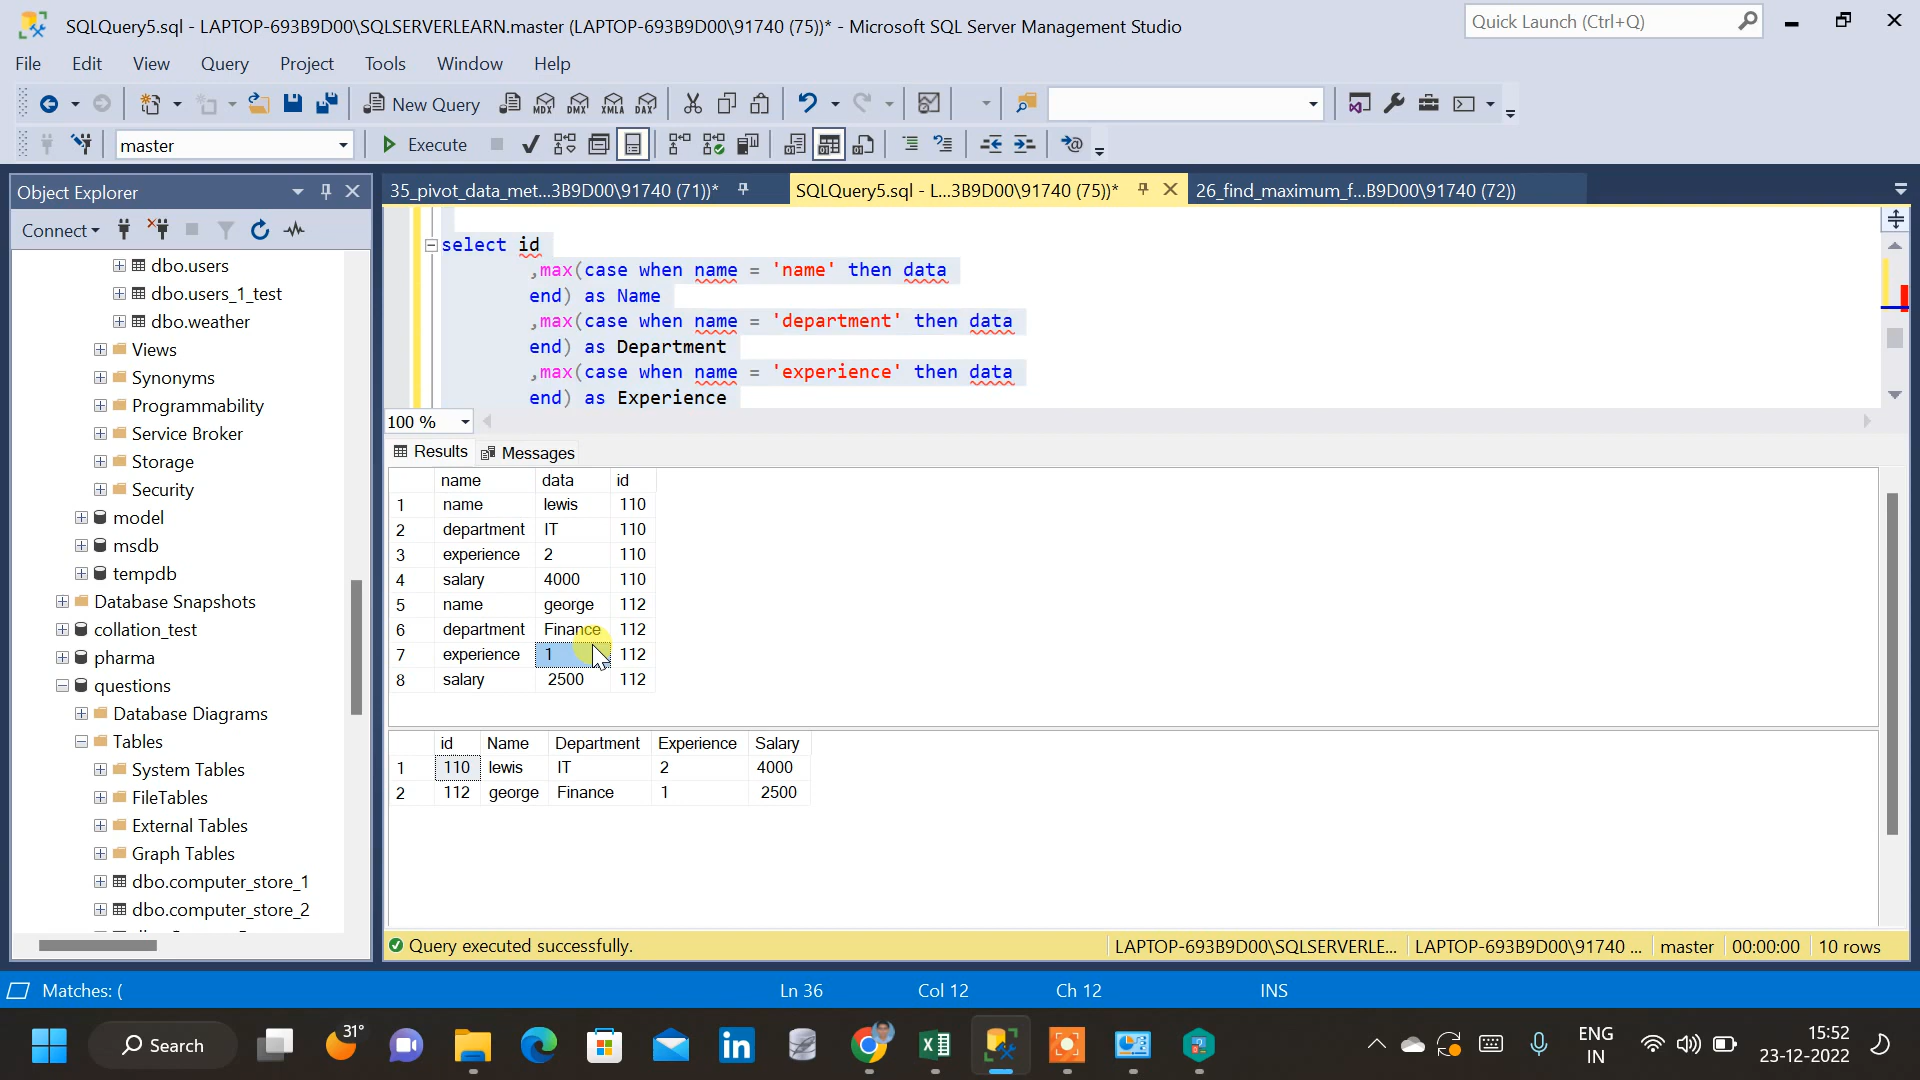 SQLQuery5.sql - LAPTOP-693B9D00\SQLSERVERLEARN.master (LAPTOP-693B9D00\91740 (75))* - Microsoft SQL Server Management Studio
Quick Launch (Ctrl+Q)
File Edit View Query Project Tools Window Help
New Query MDX DMX XMLA DAX
master Execute
Object Explorer
35_pivot_data_met...3B9D00\91740 (71))* SQLQuery5.sql - L...3B9D00\91740 (75))* 26_find_maximum_f...B9D00\91740 (72))
Connect
dbo.users
dbo.users_1_test
dbo.weather
Views
Synonyms
Programmability
Service Broker
Storage
Security
model
msdb
tempdb
Database Snapshots
collation_test
pharma
questions
Database Diagrams
Tables
System Tables
FileTables
External Tables
Graph Tables
dbo.computer_store_1
dbo.computer_store_2
select id
,max(case when name = 'name' then data
end) as Name
,max(case when name = 'department' then data
end) as Department
,max(case when name = 'experience' then data
end) as Experience
100 %
Results Messages
name data id
1 name lewis 110
2 department IT 110
3 experience 2 110
4 salary 4000 110
5 name george 112
6 department Finance 112
7 experience 1 112
8 salary 2500 112
id Name Department Experience Salary
1 110 lewis IT 2 4000
2 112 george Finance 1 2500
Query executed successfully. LAPTOP-693B9D00\SQLSERVERLE... LAPTOP-693B9D00\91740 ... master 00:00:00 10 rows
Matches: ( Ln 36 Col 12 Ch 12 INS
Search 31° ENG IN 15:52 23-12-2022